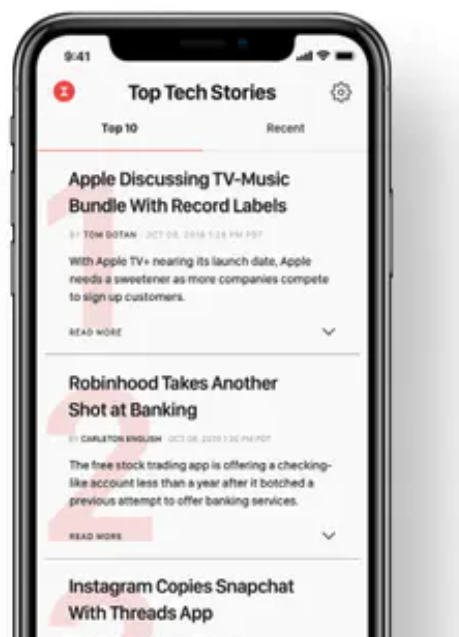 9:41
Top Tech Stories
Top 10 Recent
1
Apple Discussing TV-Music
Bundle With Record Labels
BY TOM DOTAN OCT 08, 2019 1:28 PM PDT
With Apple TV+ nearing its launch date, Apple
needs a sweetener as more companies compete
to sign up customers.
READ MORE
2
Robinhood Takes Another
Shot at Banking
BY CARLETON ENGLISH OCT 08, 2019 1:30 PM PDT
The free stock trading app is offering a checking-
like account less than a year after it botched a
previous attempt to offer banking services.
READ MORE
Instagram Copies Snapchat
With Threads App